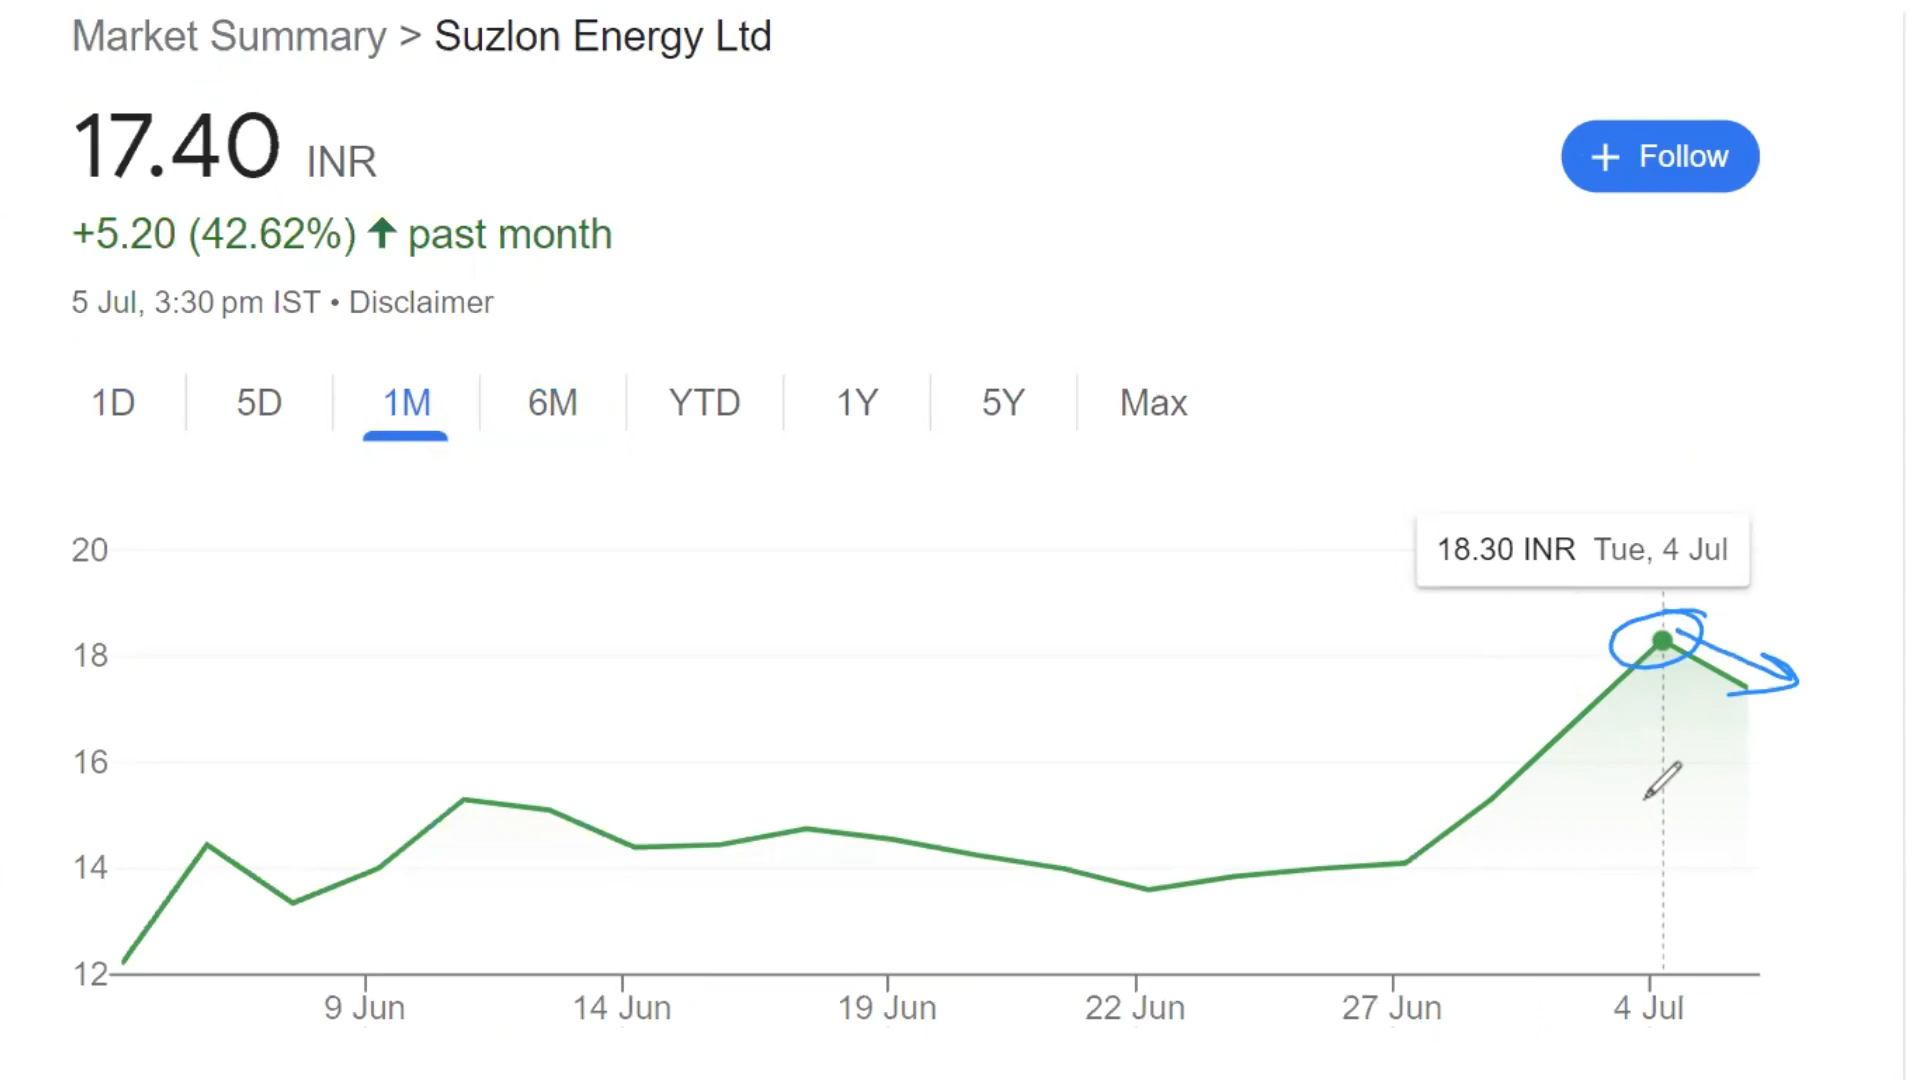 Market Summary > Suzlon Energy Ltd
17.40 INR
+ Follow
+5.20 (42.62%) ↑ past month
5 Jul, 3:30 pm IST • Disclaimer
1D 5D 1M 6M YTD 1Y 5Y Max
18.30 INR Tue, 4 Jul
20
18
16
14
12
9 Jun 14 Jun 19 Jun 22 Jun 27 Jun 4 Jul